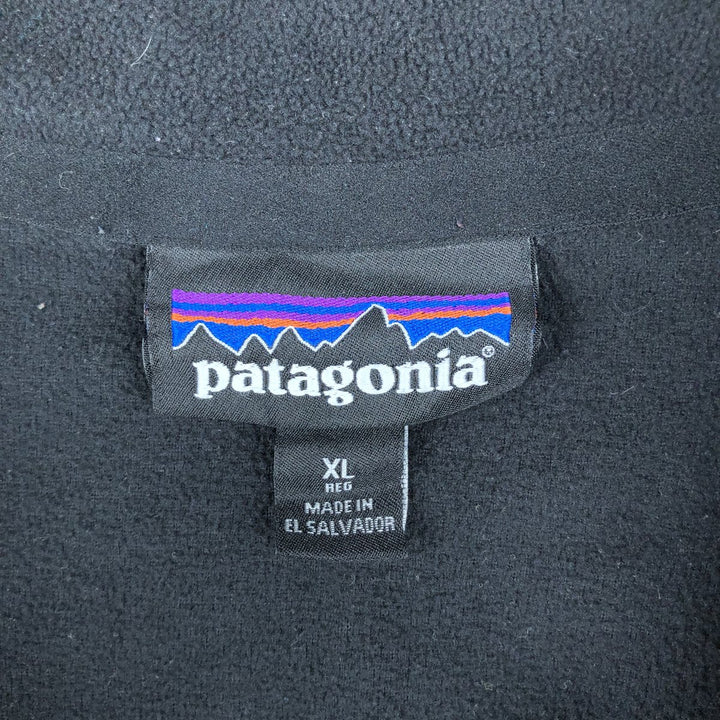 patagonia®
XL
REG
MADE IN
EL SALVADOR